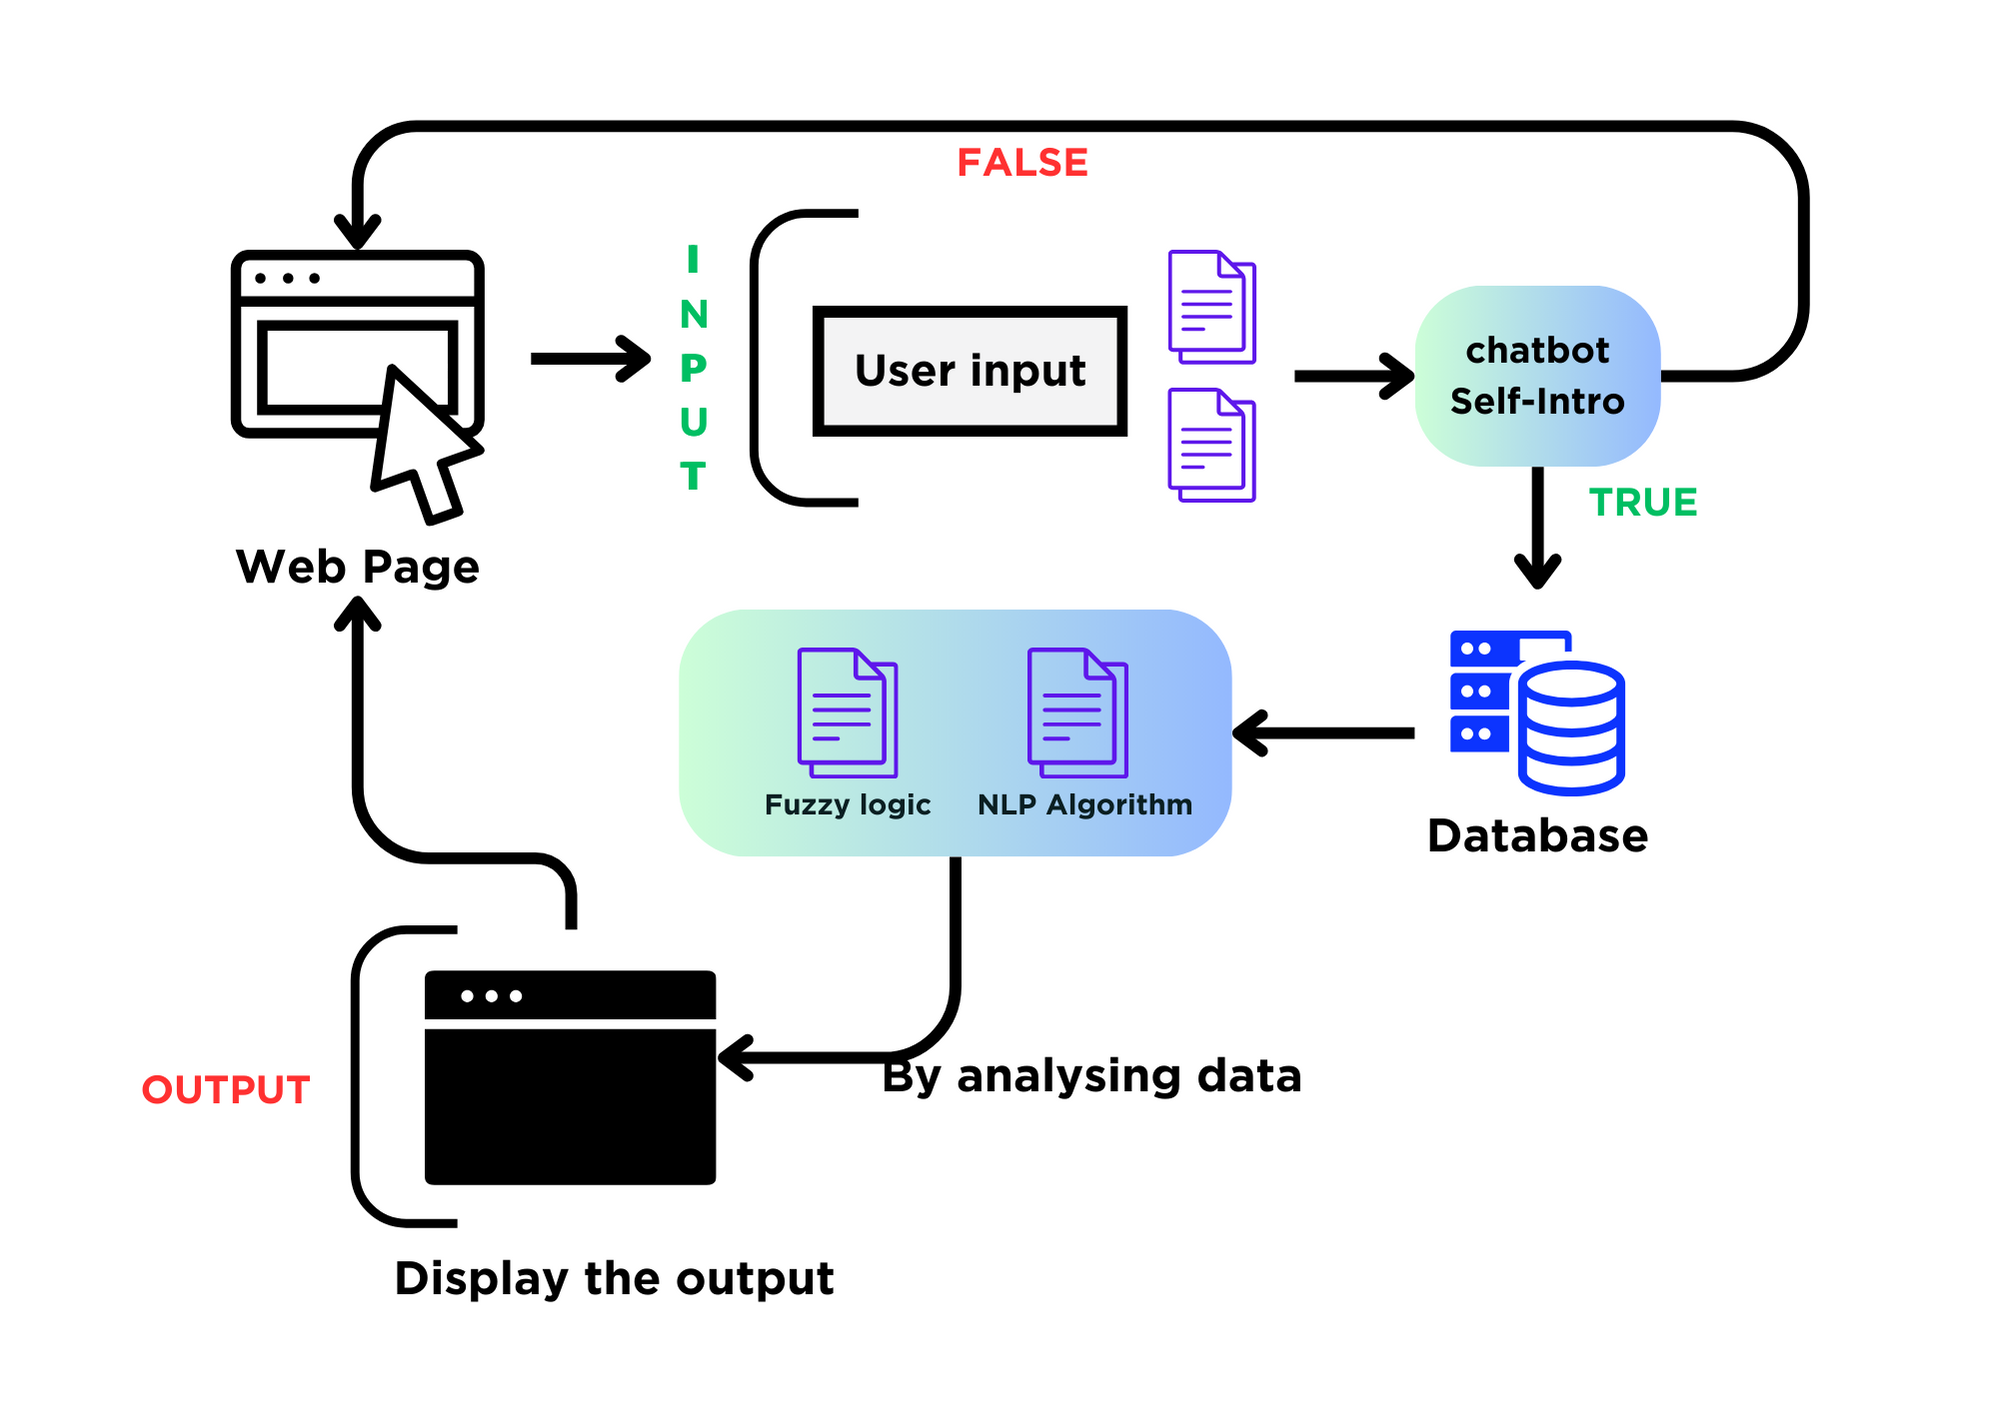 FALSE
INPUT
User input
chatbot
Self-Intro
TRUE
Web Page
Fuzzy logic
NLP Algorithm
Database
By analysing data
OUTPUT
Display the output